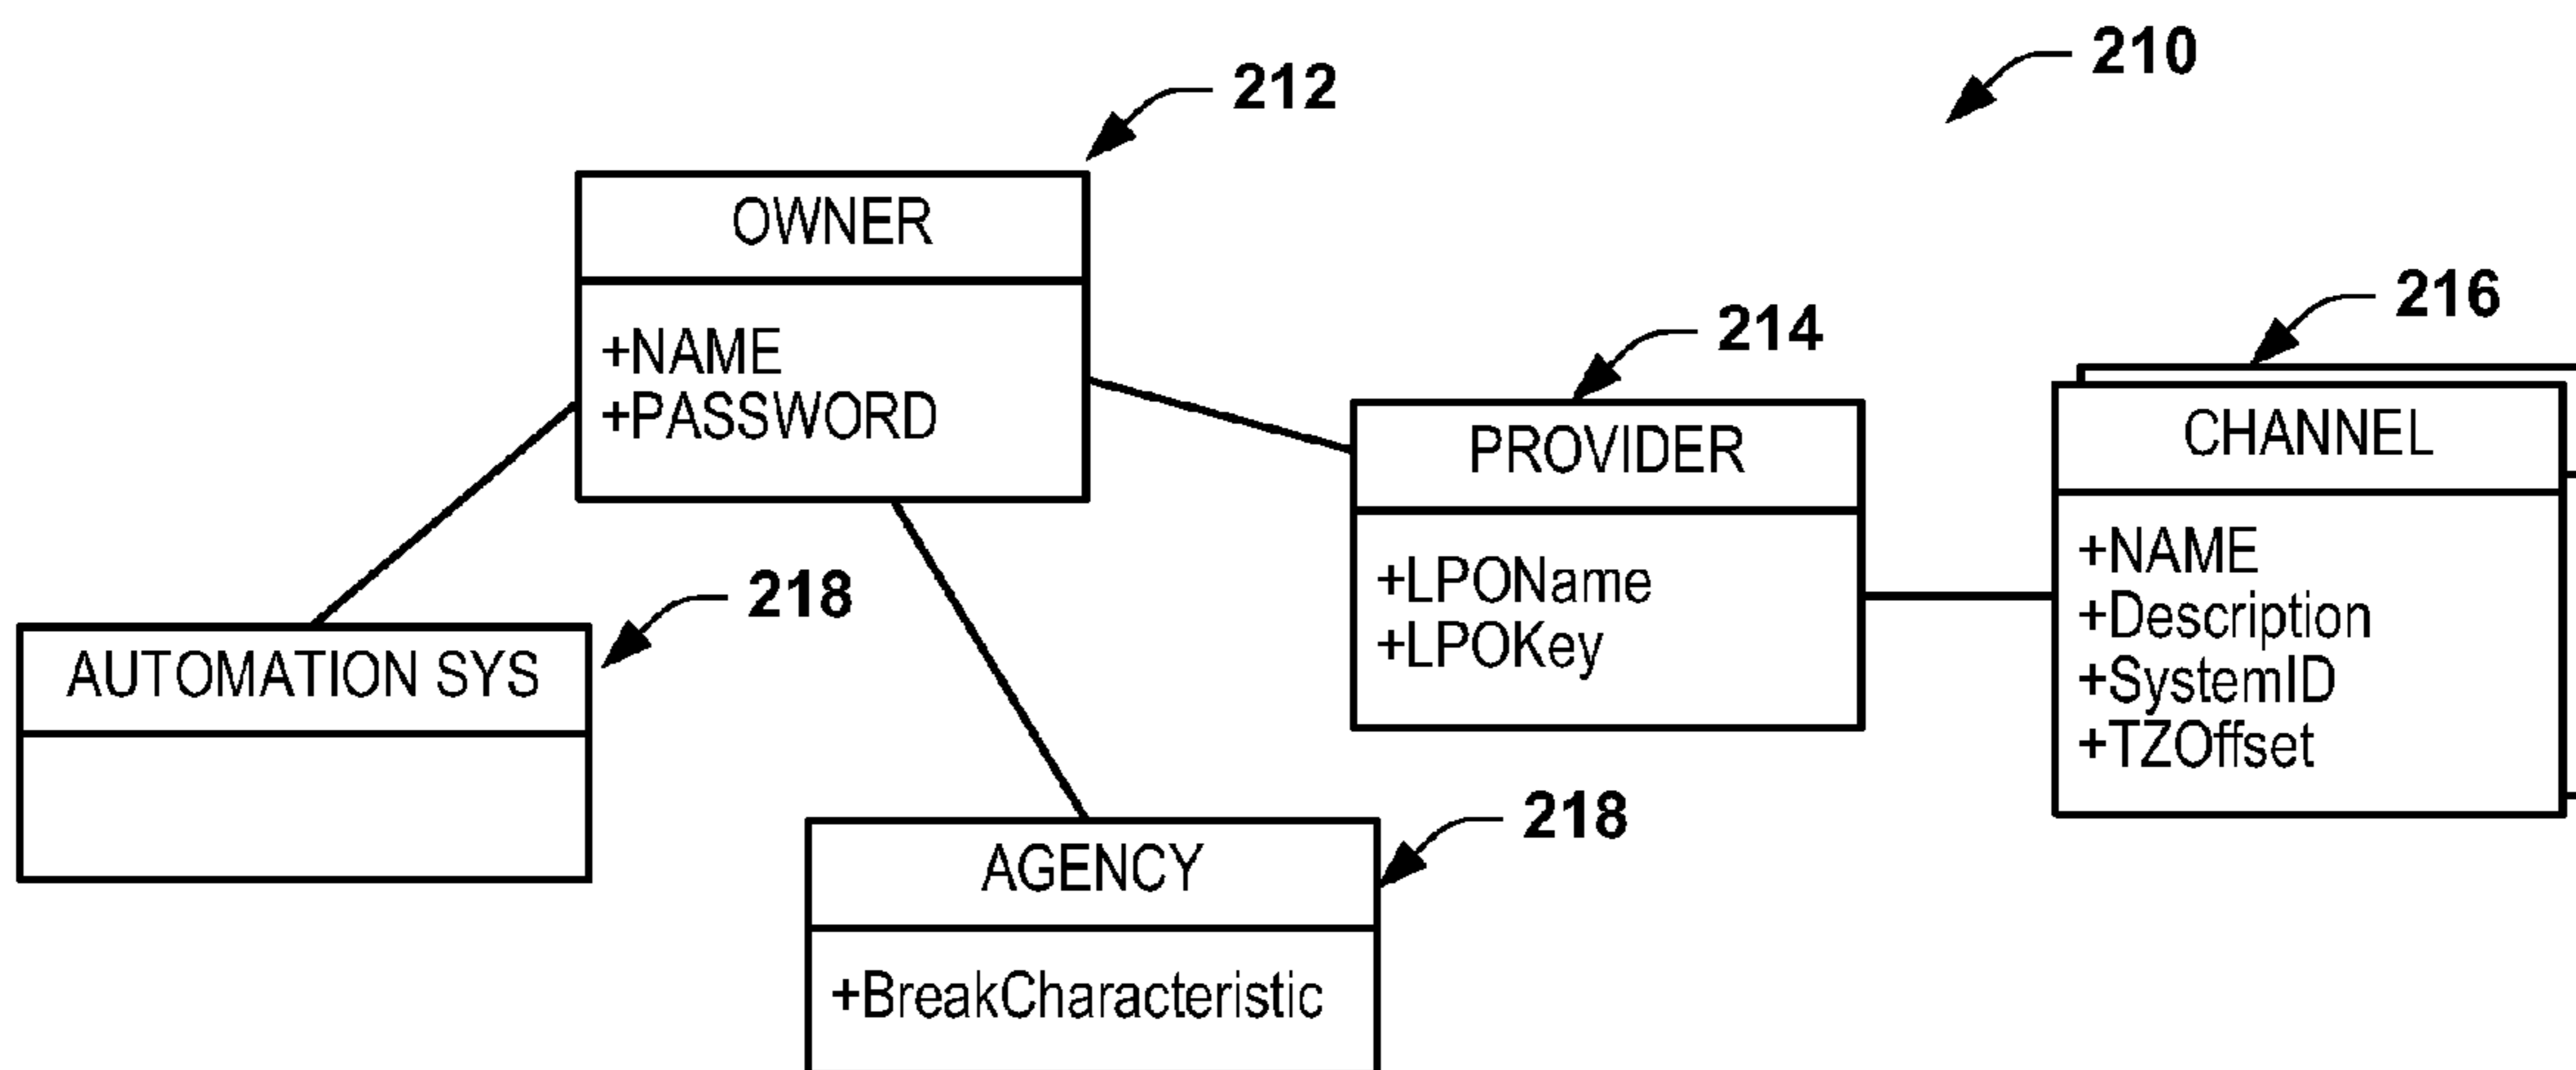 210
212
OWNER
+NAME
+PASSWORD
214
PROVIDER
+LPOName
+LPOKey
216
CHANNEL
+NAME
+Description
+SystemID
+TZOffset
218
AUTOMATION SYS
218
AGENCY
+BreakCharacteristic